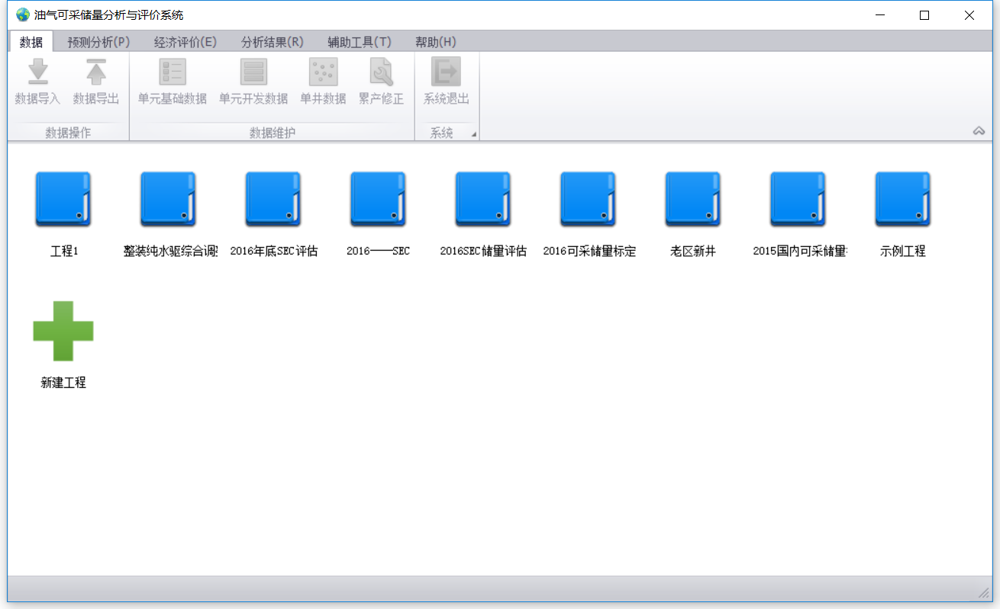 油气可采储量分析与评价系统
数据 预测分析(P) 经济评价(E) 分析结果(R) 辅助工具(T) 帮助(H)
数据导入 数据导出 单元基础数据 单元开发数据 单井数据 累产修正 系统退出
数据操作 数据维护 系统
工程1 整装纯水驱综合调 2016年底SEC评估 2016——SEC 2016SEC储量评估 2016可采储量标定 老区新井 2015国内可采储量 示例工程
新建工程